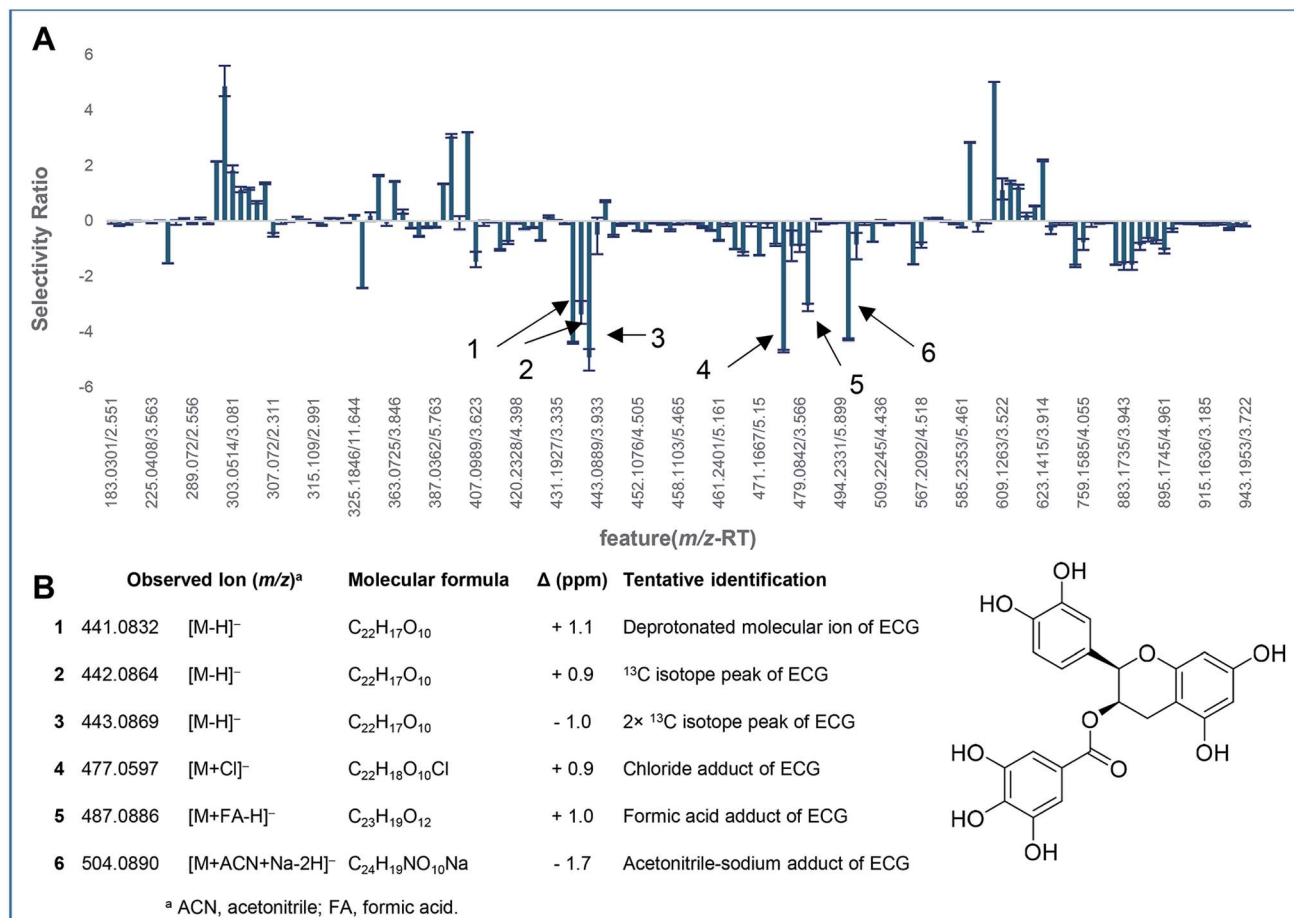 A
6
4
2
0
-2
-4
-6
Selectivity Ratio
1
2
3
4
5
6
183.0301/2.551
225.0408/3.563
289.072/2.556
303.0514/3.081
307.072/2.311
315.109/2.991
325.1846/11.644
363.0725/3.846
387.0362/5.763
407.0989/3.623
420.2328/4.398
431.1927/3.335
443.0889/3.933
452.1076/4.505
458.1103/5.465
461.2401/5.161
471.1667/5.15
479.0842/3.566
494.2331/5.899
509.2245/4.436
567.2092/4.518
585.2353/5.461
609.1263/3.522
623.1415/3.914
759.1585/4.055
883.1735/3.943
895.1745/4.961
915.1636/3.185
943.1953/3.722
feature(m/z-RT)
B
Observed Ion (m/z)ᵃ Molecular formula Δ (ppm) Tentative identification
1 441.0832 [M-H]⁻ C₂₂H₁₇O₁₀ + 1.1 Deprotonated molecular ion of ECG
2 442.0864 [M-H]⁻ C₂₂H₁₇O₁₀ + 0.9 ¹³C isotope peak of ECG
3 443.0869 [M-H]⁻ C₂₂H₁₇O₁₀ - 1.0 2× ¹³C isotope peak of ECG
4 477.0597 [M+Cl]⁻ C₂₂H₁₈O₁₀Cl + 0.9 Chloride adduct of ECG
5 487.0886 [M+FA-H]⁻ C₂₃H₁₉O₁₂ + 1.0 Formic acid adduct of ECG
6 504.0890 [M+ACN+Na-2H]⁻ C₂₄H₁₉NO₁₀Na - 1.7 Acetonitrile-sodium adduct of ECG
ᵃ ACN, acetonitrile; FA, formic acid.
OH
HO
O
OH
O
OH
HO
O
HO
OH